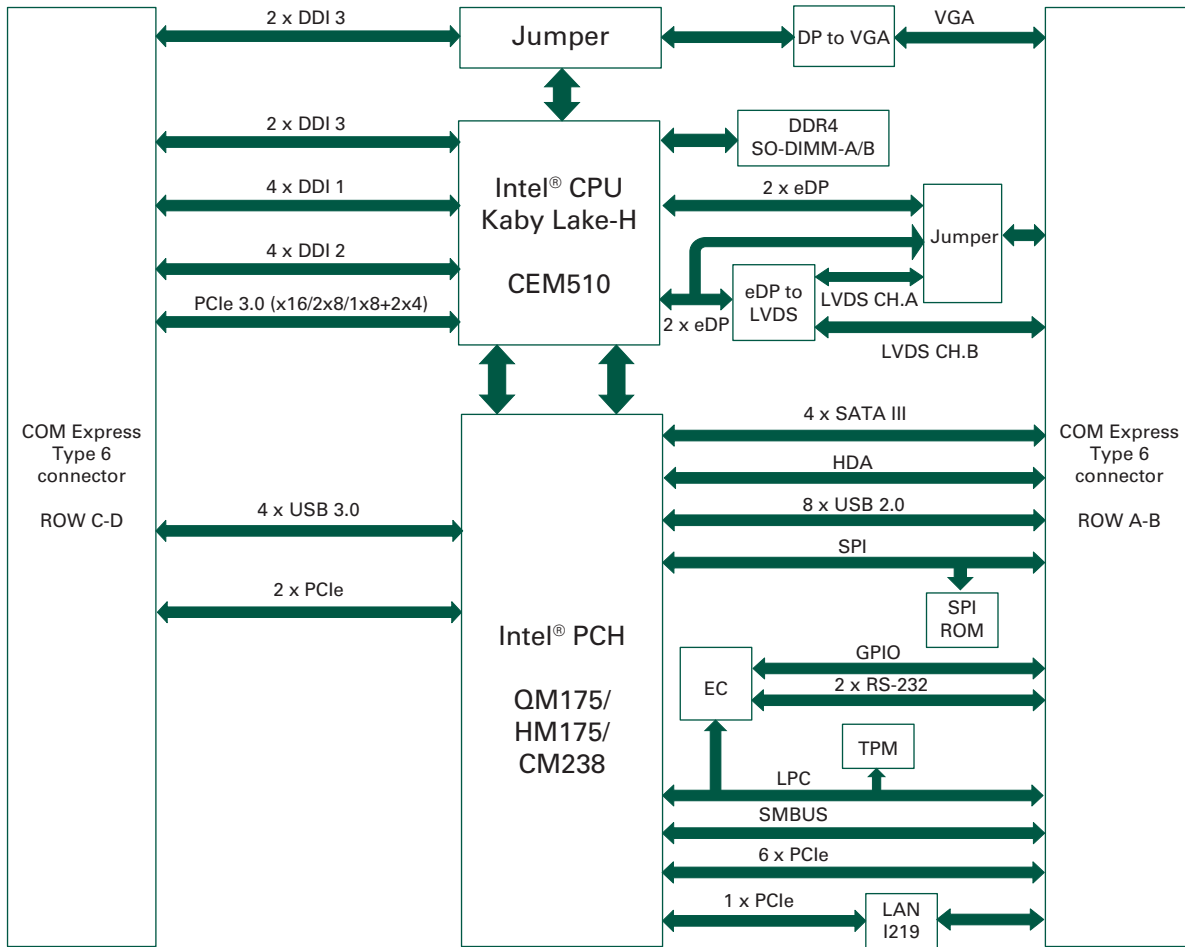 2 x DDI 3
Jumper
DP to VGA
VGA
2 x DDI 3
4 x DDI 1
4 x DDI 2
PCIe 3.0 (x16/2x8/1x8+2x4)
Intel® CPU
Kaby Lake-H
CEM510
DDR4
SO-DIMM-A/B
2 x eDP
Jumper
2 x eDP
eDP to
LVDS
LVDS CH.A
LVDS CH.B
COM Express
Type 6
connector
ROW C-D
4 x USB 3.0
2 x PCIe
Intel® PCH
QM175/
HM175/
CM238
4 x SATA III
HDA
8 x USB 2.0
SPI
SPI
ROM
EC
GPIO
2 x RS-232
TPM
LPC
SMBUS
6 x PCIe
1 x PCIe
LAN
I219
COM Express
Type 6
connector
ROW A-B